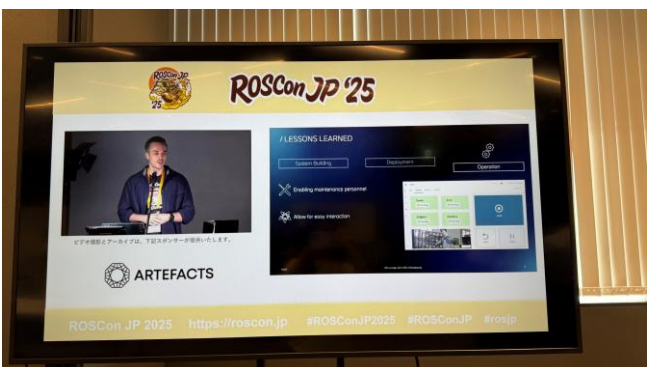 ROSCon JP
'25
ROSCon JP '25
/ LESSONS LEARNED
System Building
Deployment
Operation
Enabling maintenance personnel
Allow for easy interaction
ビデオ撮影とアーカイブは、下記スポンサーが提供いたします。
ARTEFACTS
ROSCon JP 2025 https://roscon.jp #ROSConJP2025 #ROSConJP #rosjp